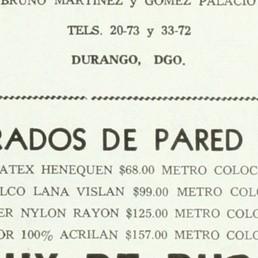 BRUNO MARTINEZ y GOMEZ PALACIO
TELS. 20-73 y 33-72
DURANGO, DGO.
RADOS DE PARED
ATEX HENEQUEN $68.00 METRO COLOC
LCO LANA VISLAN $99.00 METRO COLO
ER NYLON RAYON $125.00 METRO COLO
OR 100% ACRILAN $157.00 METRO COLO